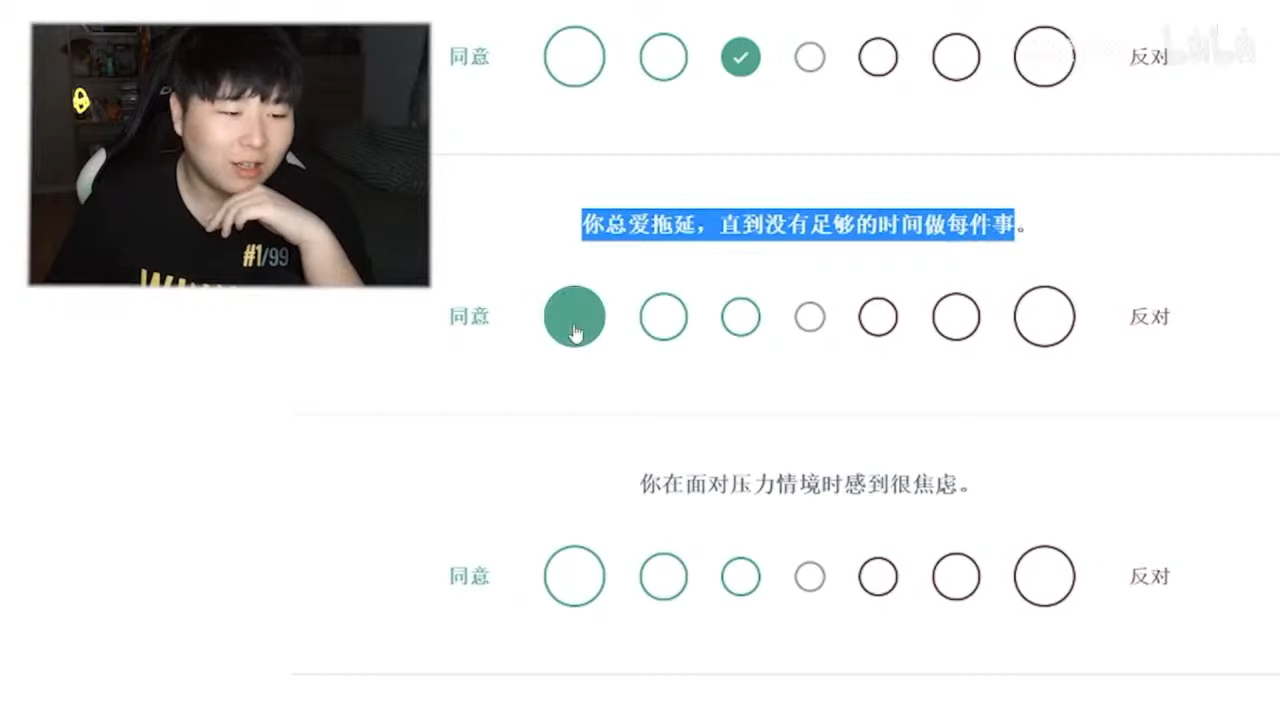 同意
反对
LaLa
你总爱拖延，直到没有足够的时间做每件事。
#1/99
同意
反对
你在面对压力情境时感到很焦虑。
同意
反对